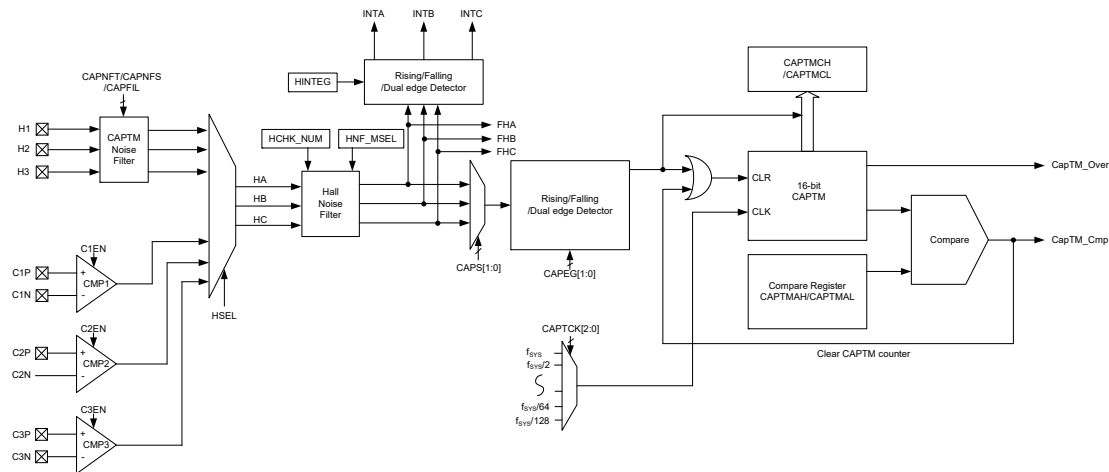 INTA
INTB
INTC
CAPNFT/CAPNFS
/CAPFIL
HINTEG
Rising/Falling
/Dual edge Detector
CAPTMCH
/CAPTMCL
H1
H2
H3
CAPTM
Noise
Filter
HCHK_NUM
HNF_MSEL
FHA
FHB
FHC
HA
HB
HC
Hall
Noise
Filter
Rising/Falling
/Dual edge Detector
CLR
CLK
16-bit
CAPTM
CapTM_Over
Compare
CapTM_Cmp
CAPS[1:0]
CAPEG[1:0]
Compare Register
CAPTMAH/CAPTMAL
C1EN
C1P
C1N
+
-
CMP1
HSEL
C2EN
C2P
C2N
+
-
CMP2
CAPTCK[2:0]
Clear CAPTM counter
fSYS
fSYS/2
fSYS/64
fSYS/128
C3EN
C3P
C3N
+
-
CMP3